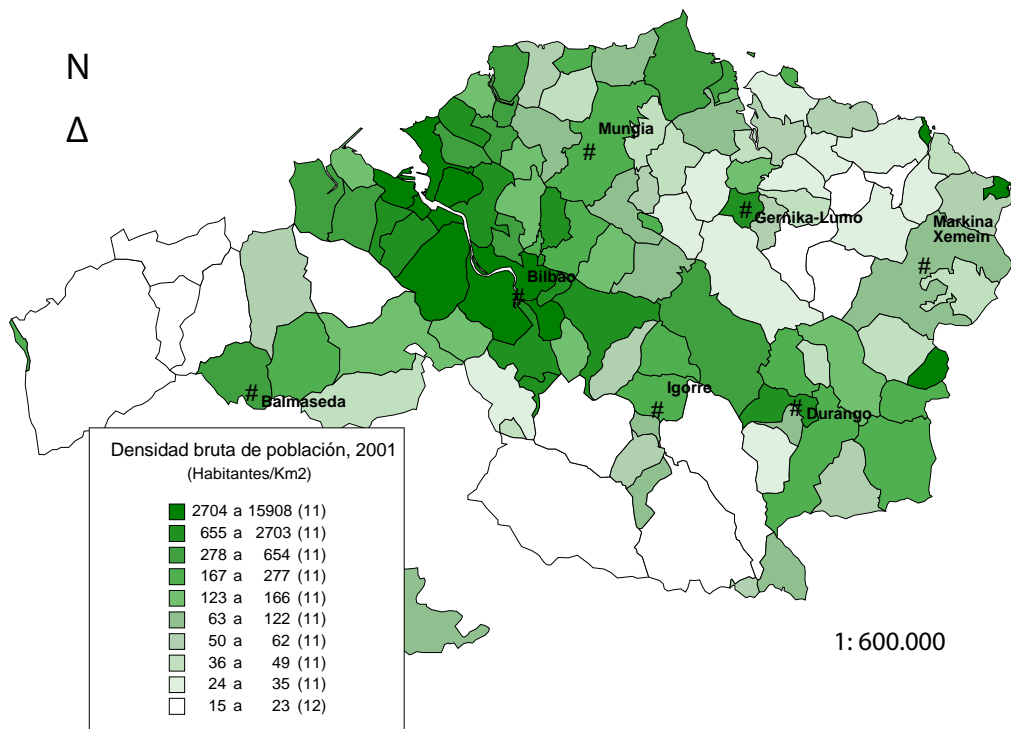 N
Δ
Mungia
#
Gernika-Lumo
#
Markina
Xemein
#
Bilbao
#
Igorre
#
Balmaseda
#
Durango
#
Densidad bruta de población, 2001
(Habitantes/Km2)
2704 a 15908 (11)
655 a 2703 (11)
278 a 654 (11)
167 a 277 (11)
123 a 166 (11)
63 a 122 (11)
50 a 62 (11)
36 a 49 (11)
24 a 35 (11)
15 a 23 (12)
1: 600.000